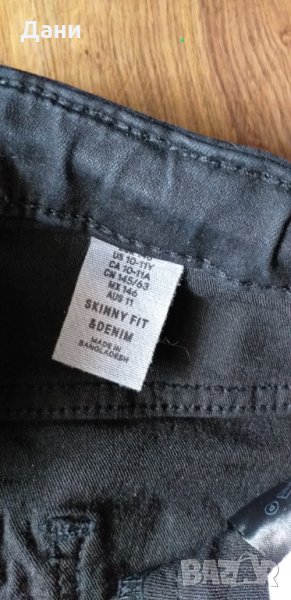 Дани
US 10-11Y
CA 10-11A
CN 145/63
MX 146
AUS 11
SKINNY FIT
&DENIM
MADE IN
BANGLADESH
BAZAR